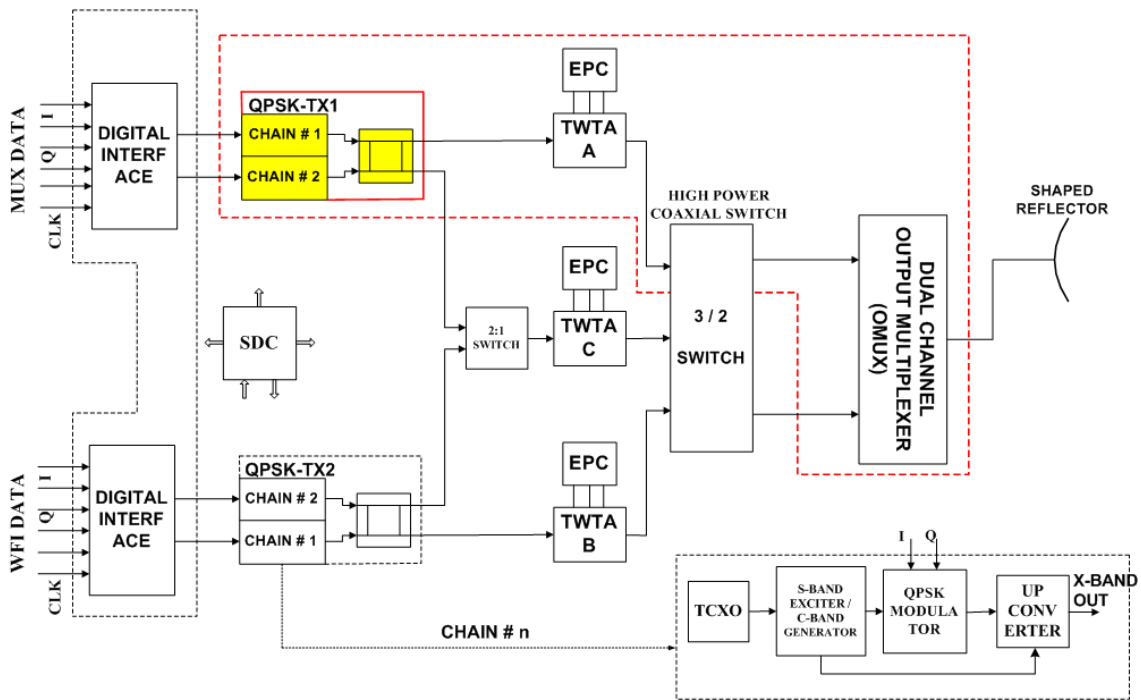 MUX DATA
I
Q
CLK
DIGITAL
INTERF
ACE
QPSK-TX1
CHAIN # 1
CHAIN # 2
EPC
TWTA
A
HIGH POWER
COAXIAL SWITCH
SHAPED
REFLECTOR
SDC
2:1
SWITCH
EPC
TWTA
C
3 / 2
SWITCH
DUAL CHANNEL
OUTPUT MULTIPLEXER
(OMUX)
WFI DATA
I
Q
CLK
DIGITAL
INTERF
ACE
QPSK-TX2
CHAIN # 2
CHAIN # 1
EPC
TWTA
B
CHAIN # n
TCXO
S-BAND
EXCITER /
C-BAND
GENERATOR
I
Q
QPSK
MODULA
TOR
UP
CONV
ERTER
X-BAND
OUT